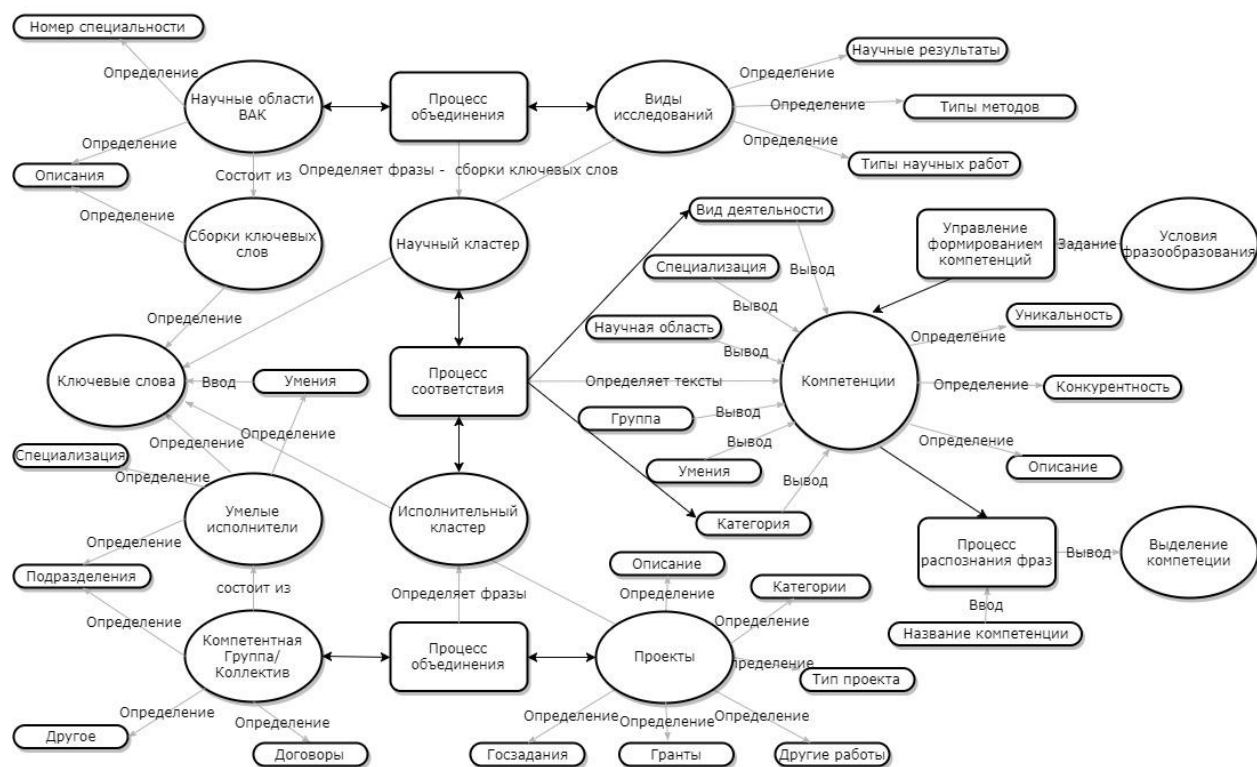 Номер специальности
Определение
Научные области
ВАК
Процесс
объединения
Виды
исследований
Определение
Научные результаты
Определение
Типы методов
Определение
Типы научных работ
Определение
Описания
Состоит из
Определяет фразы - сборки ключевых слов
Определение
Сборки ключевых
слов
Научный кластер
Вид деятельности
Управление
формированием
компетенций
Задание
Условия
фразообразования
Специализация
Вывод
Вывод
Научная область
Вывод
Уникальность
Определение
Определение
Ключевые слова
Ввод
Умения
Процесс
соответствия
Определяет тексты
Компетенции
Определение
Конкурентность
Группа
Вывод
Определение
Определение
Определение
Описание
Специализация
Определение
Умения
Вывод
Вывод
Умелые
исполнители
Исполнительный
кластер
Категория
Процесс
распознания фраз
Вывод
Выделение
компетеции
Определение
Подразделения
состоит из
Определяет фразы
Описание
Определение
Категории
Ввод
Название компетенции
Определение
Определение
Компетентная
Группа/
Коллектив
Процесс
объединения
Проекты
Определение
Тип проекта
Определение
Другое
Определение
Договоры
Определение
Госзадания
Определение
Гранты
Определение
Другие работы